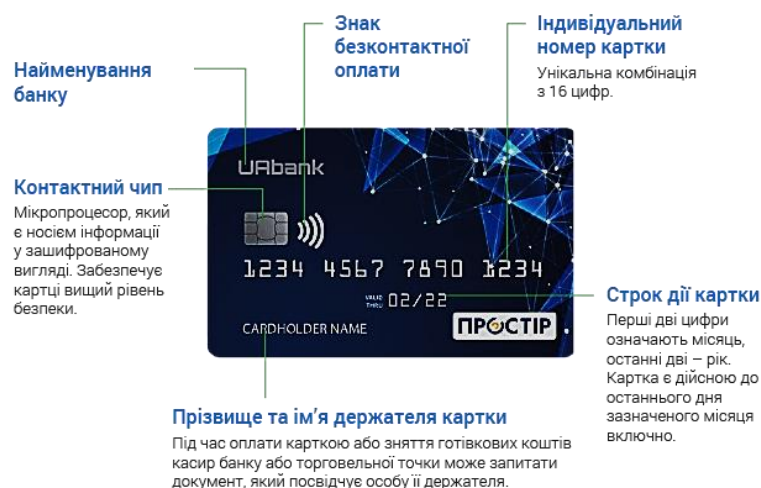 Найменування
банку
Знак
безконтактної
оплати
Індивідуальний
номер картки
Унікальна комбінація
з 16 цифр.
Контактний чип
Мікропроцесор, який
є носієм інформації
у зашифрованому
вигляді. Забезпечує
картці вищий рівень
безпеки.
UAbank
1234 4567 7890 1234
VALID
THRU 02/22
CARDHOLDER NAME
ПРОСТІР
Строк дії картки
Перші дві цифри
означають місяць,
останні дві – рік.
Картка є дійсною до
останнього дня
зазначеного місяця
включно.
Прізвище та ім’я держателя картки
Під час оплати карткою або зняття готівкових коштів
касир банку або торговельної точки може запитати
документ, який посвідчує особу її держателя.